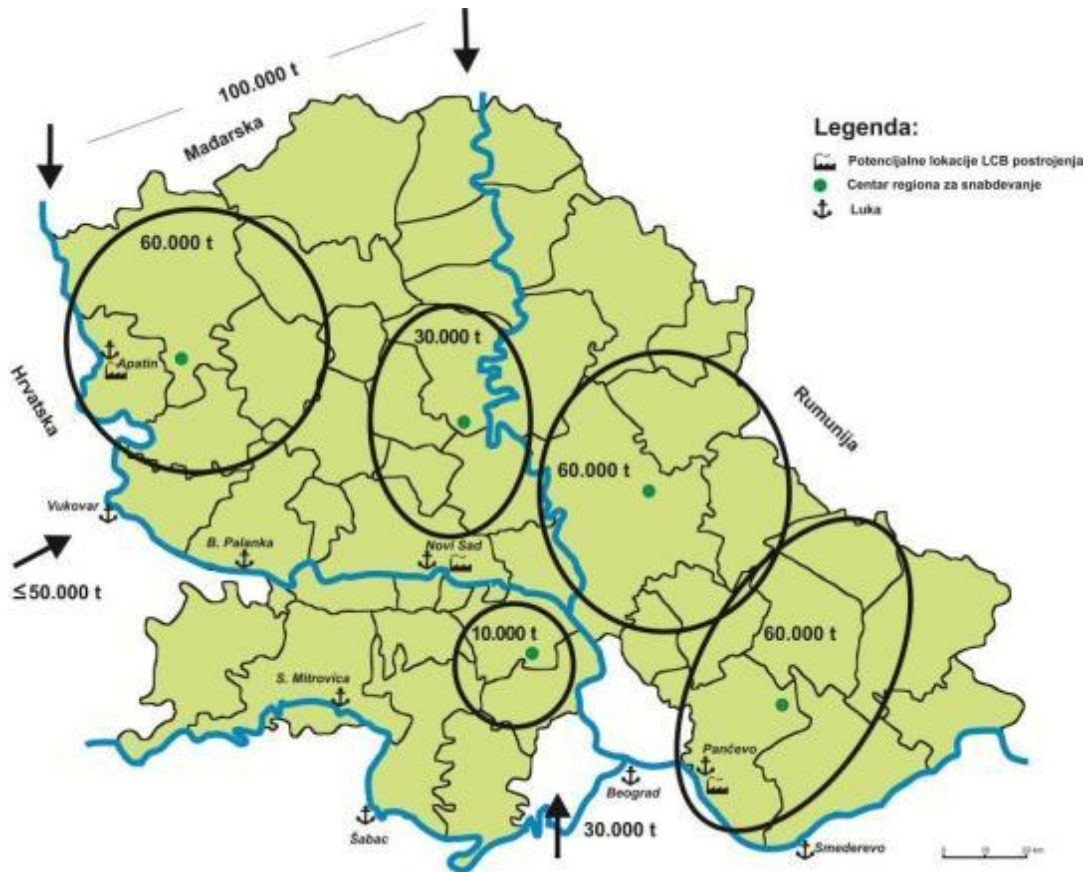 100.000 t
Mađarska
Legenda:
Potencijalne lokacije LCB postrojenja
Centar regiona za snabdevanje
Luka
60.000 t
30.000 t
Apatin
Hrvatska
Rumunija
60.000 t
Vukovar
B. Palanka
Novi Sad
≤50.000 t
10.000 t
60.000 t
S. Mitrovica
Pančevo
Beograd
Šabac
30.000 t
Smederevo